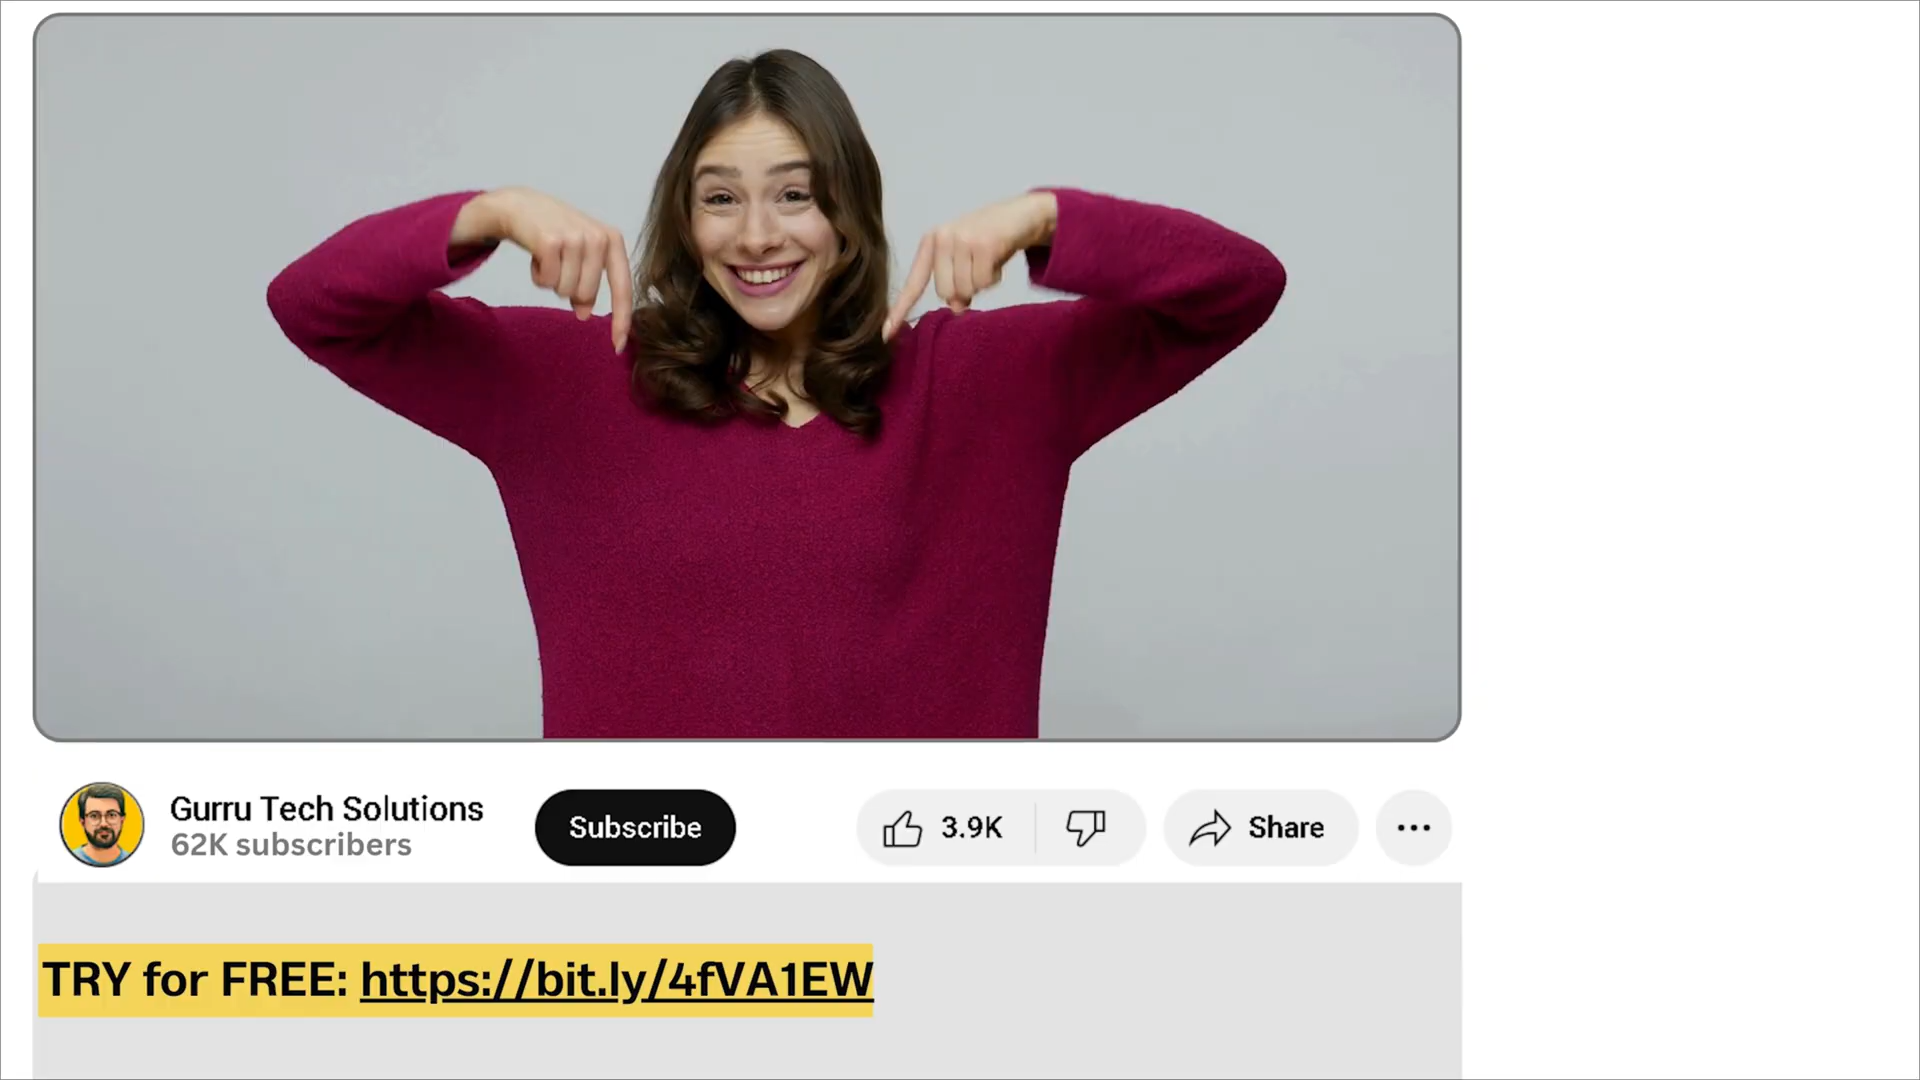 Gurru Tech Solutions
62K subscribers
Subscribe
3.9K
Share
TRY for FREE: https://bit.ly/4fVA1EW